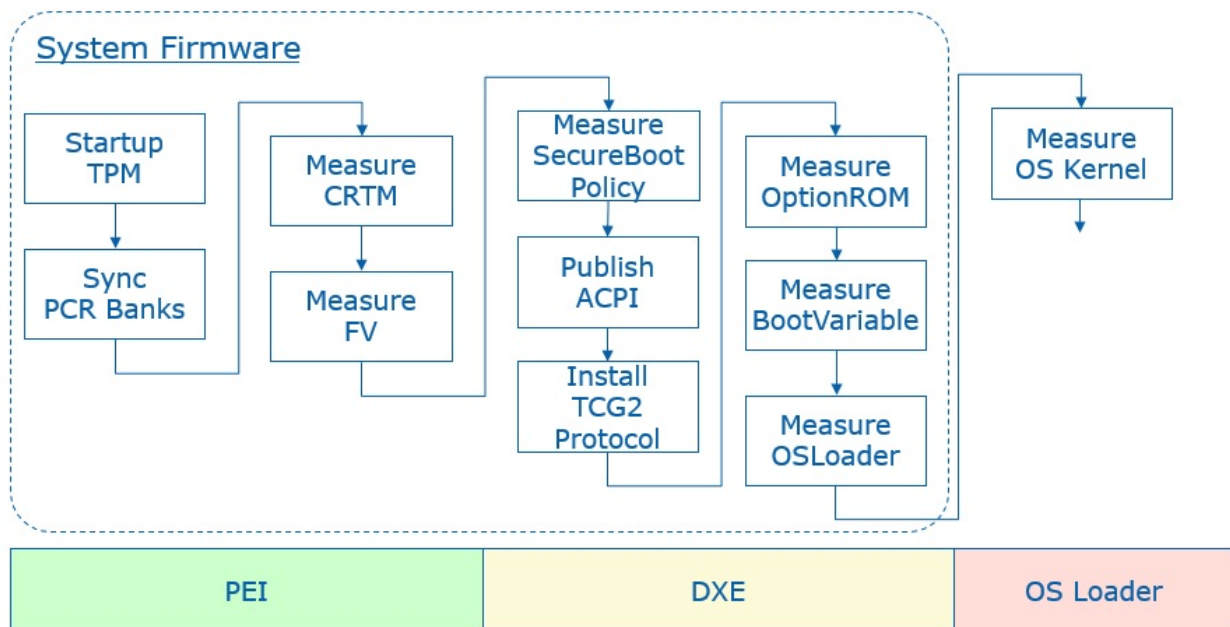 System Firmware
Startup
TPM
Sync
PCR Banks
Measure
CRTM
Measure
FV
Measure
SecureBoot
Policy
Publish
ACPI
Install
TCG2
Protocol
Measure
OptionROM
Measure
BootVariable
Measure
OSLoader
Measure
OS Kernel
PEI
DXE
OS Loader